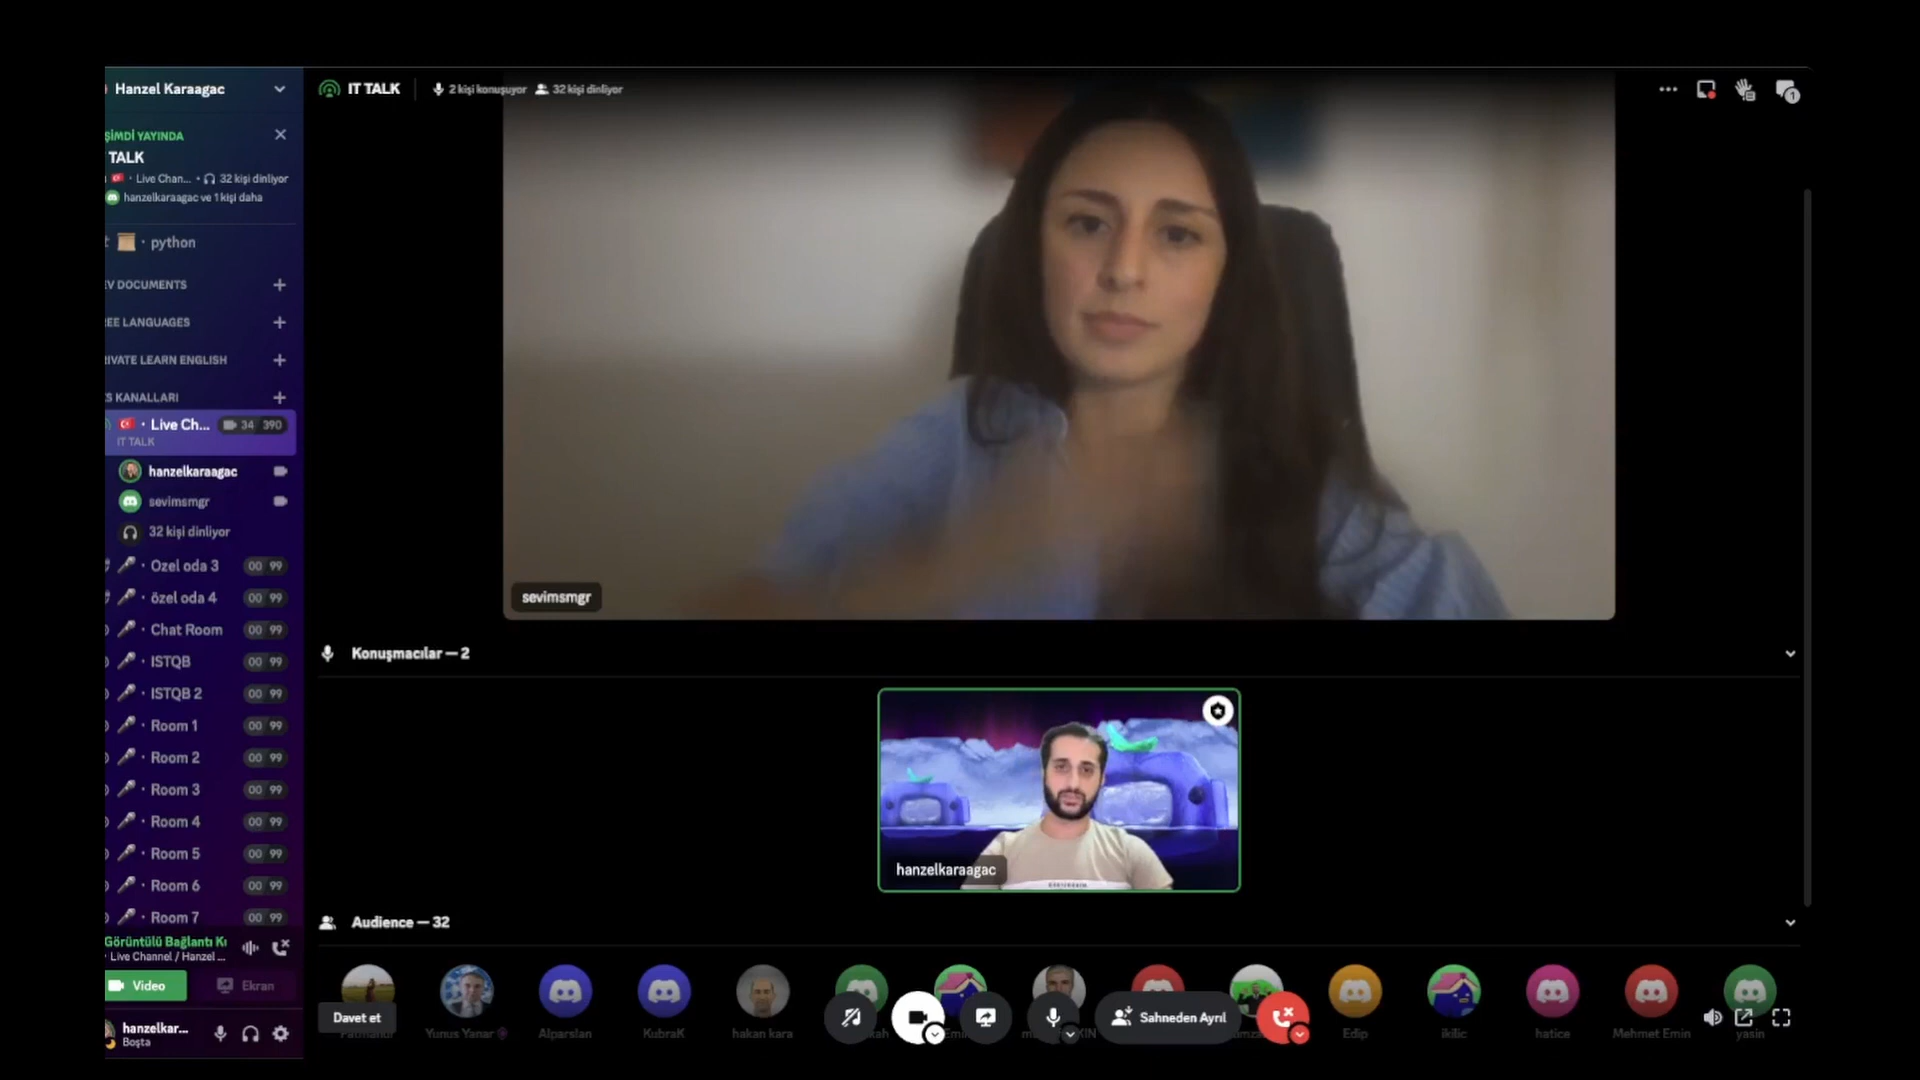 Hanzel Karaagac
ŞİMDİ YAYINDA
TALK
· Live Chan... · 32 kişi dinliyor
hanzelkaraagac ve 1 kişi daha
· python
V DOCUMENTS
EE LANGUAGES
IVATE LEARN ENGLISH
S KANALLARI
· Live Ch... 34 390
IT TALK
hanzelkaraagac
sevimsmgr
32 kişi dinliyor
· Özel oda 3 00 99
· özel oda 4 00 99
· Chat Room 00 99
· ISTQB 00 99
· ISTQB 2 00 99
· Room 1 00 99
· Room 2 00 99
· Room 3 00 99
· Room 4 00 99
· Room 5 00 99
· Room 6 00 99
· Room 7 00 99
Görüntülü Bağlantı
Live Channel / Hanzel ...
Video Ekran
hanzelkar...
Boşta
IT TALK 2 kişi konuşuyor 32 kişi dinliyor
1
sevimsmgr
Konuşmacılar — 2
hanzelkaraagac
Audience — 32
Davet et
Sahneden Ayrıl
Yunus Yanar Alparslan KubraK hakan kara Edip ikilic hatice Mehmet Emin yasin